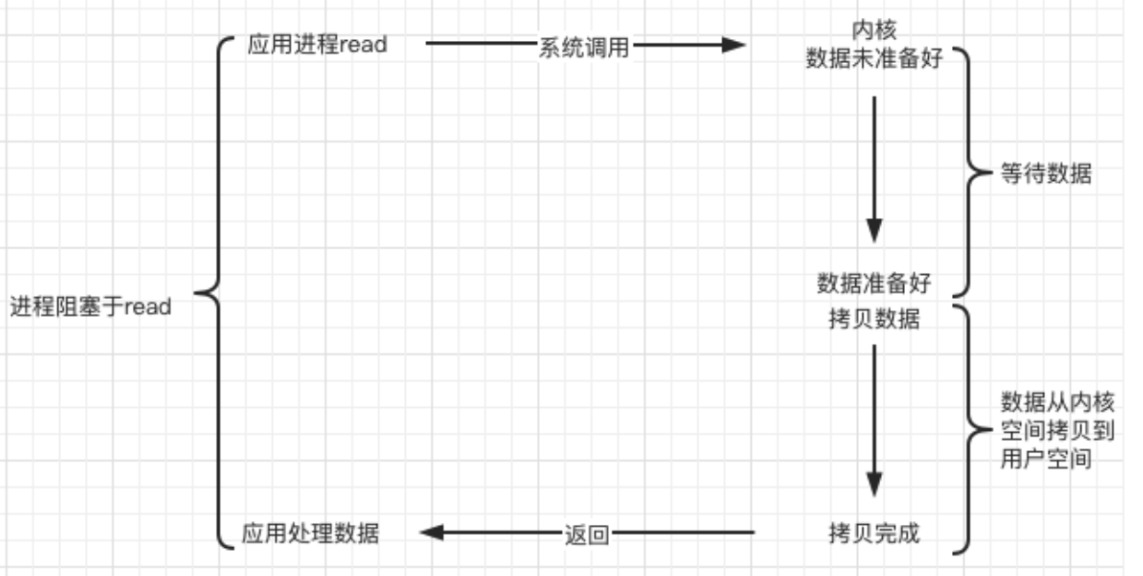 应用进程read
系统调用
内核
数据未准备好
等待数据
数据准备好
拷贝数据
进程阻塞于read
数据从内核
空间拷贝到
用户空间
应用处理数据
返回
拷贝完成